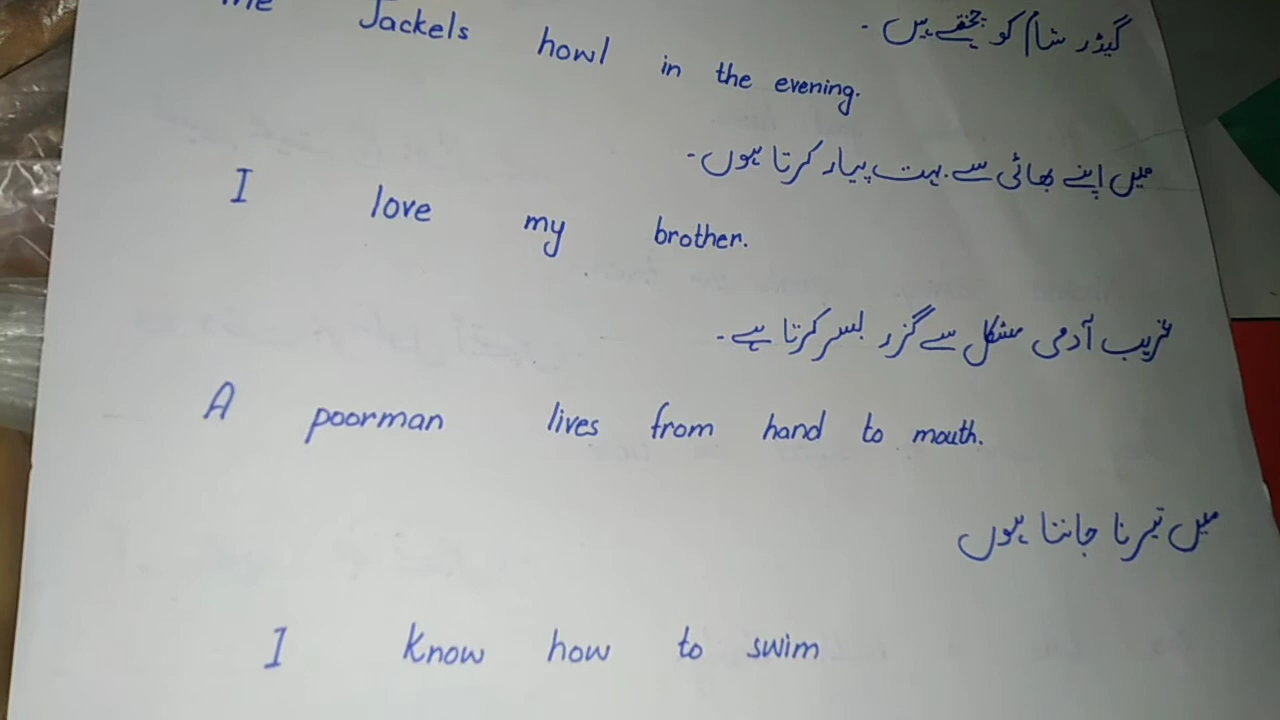 گیڈر شام کو چیختے ہیں ۔
The Jackels howl in the evening.
میں اپنے بھائی سے بہت پیار کرتا ہوں ۔
I love my brother.
غریب آدمی مشکل سے گزر بسر کرتا ہے ۔
A poorman lives from hand to mouth.
میں تیرنا جانتا ہوں
I know how to swim